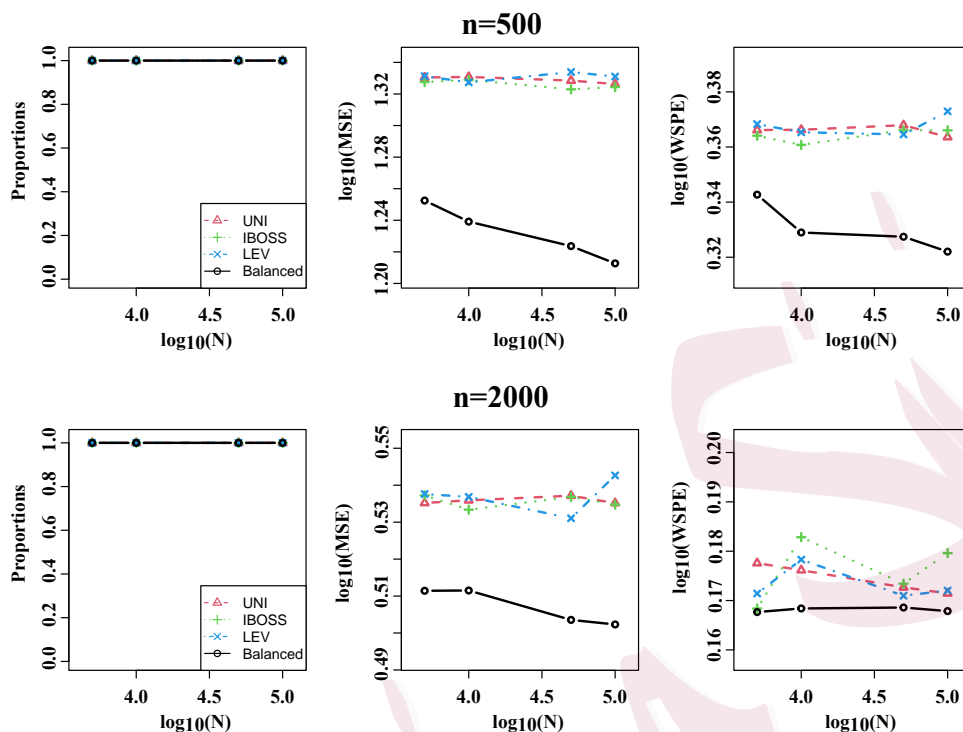 n=500
Proportions
1.0
0.8
0.6
0.4
0.2
0.0
UNI
IBOSS
LEV
Balanced
4.0 4.5 5.0
log10(N)
log10(MSE)
1.32
1.28
1.24
1.20
4.0 4.5 5.0
log10(N)
log10(WSPE)
0.38
0.36
0.34
0.32
4.0 4.5 5.0
log10(N)
n=2000
Proportions
1.0
0.8
0.6
0.4
0.2
0.0
UNI
IBOSS
LEV
Balanced
4.0 4.5 5.0
log10(N)
log10(MSE)
0.55
0.53
0.51
0.49
4.0 4.5 5.0
log10(N)
log10(WSPE)
0.20
0.19
0.18
0.17
0.16
4.0 4.5 5.0
log10(N)